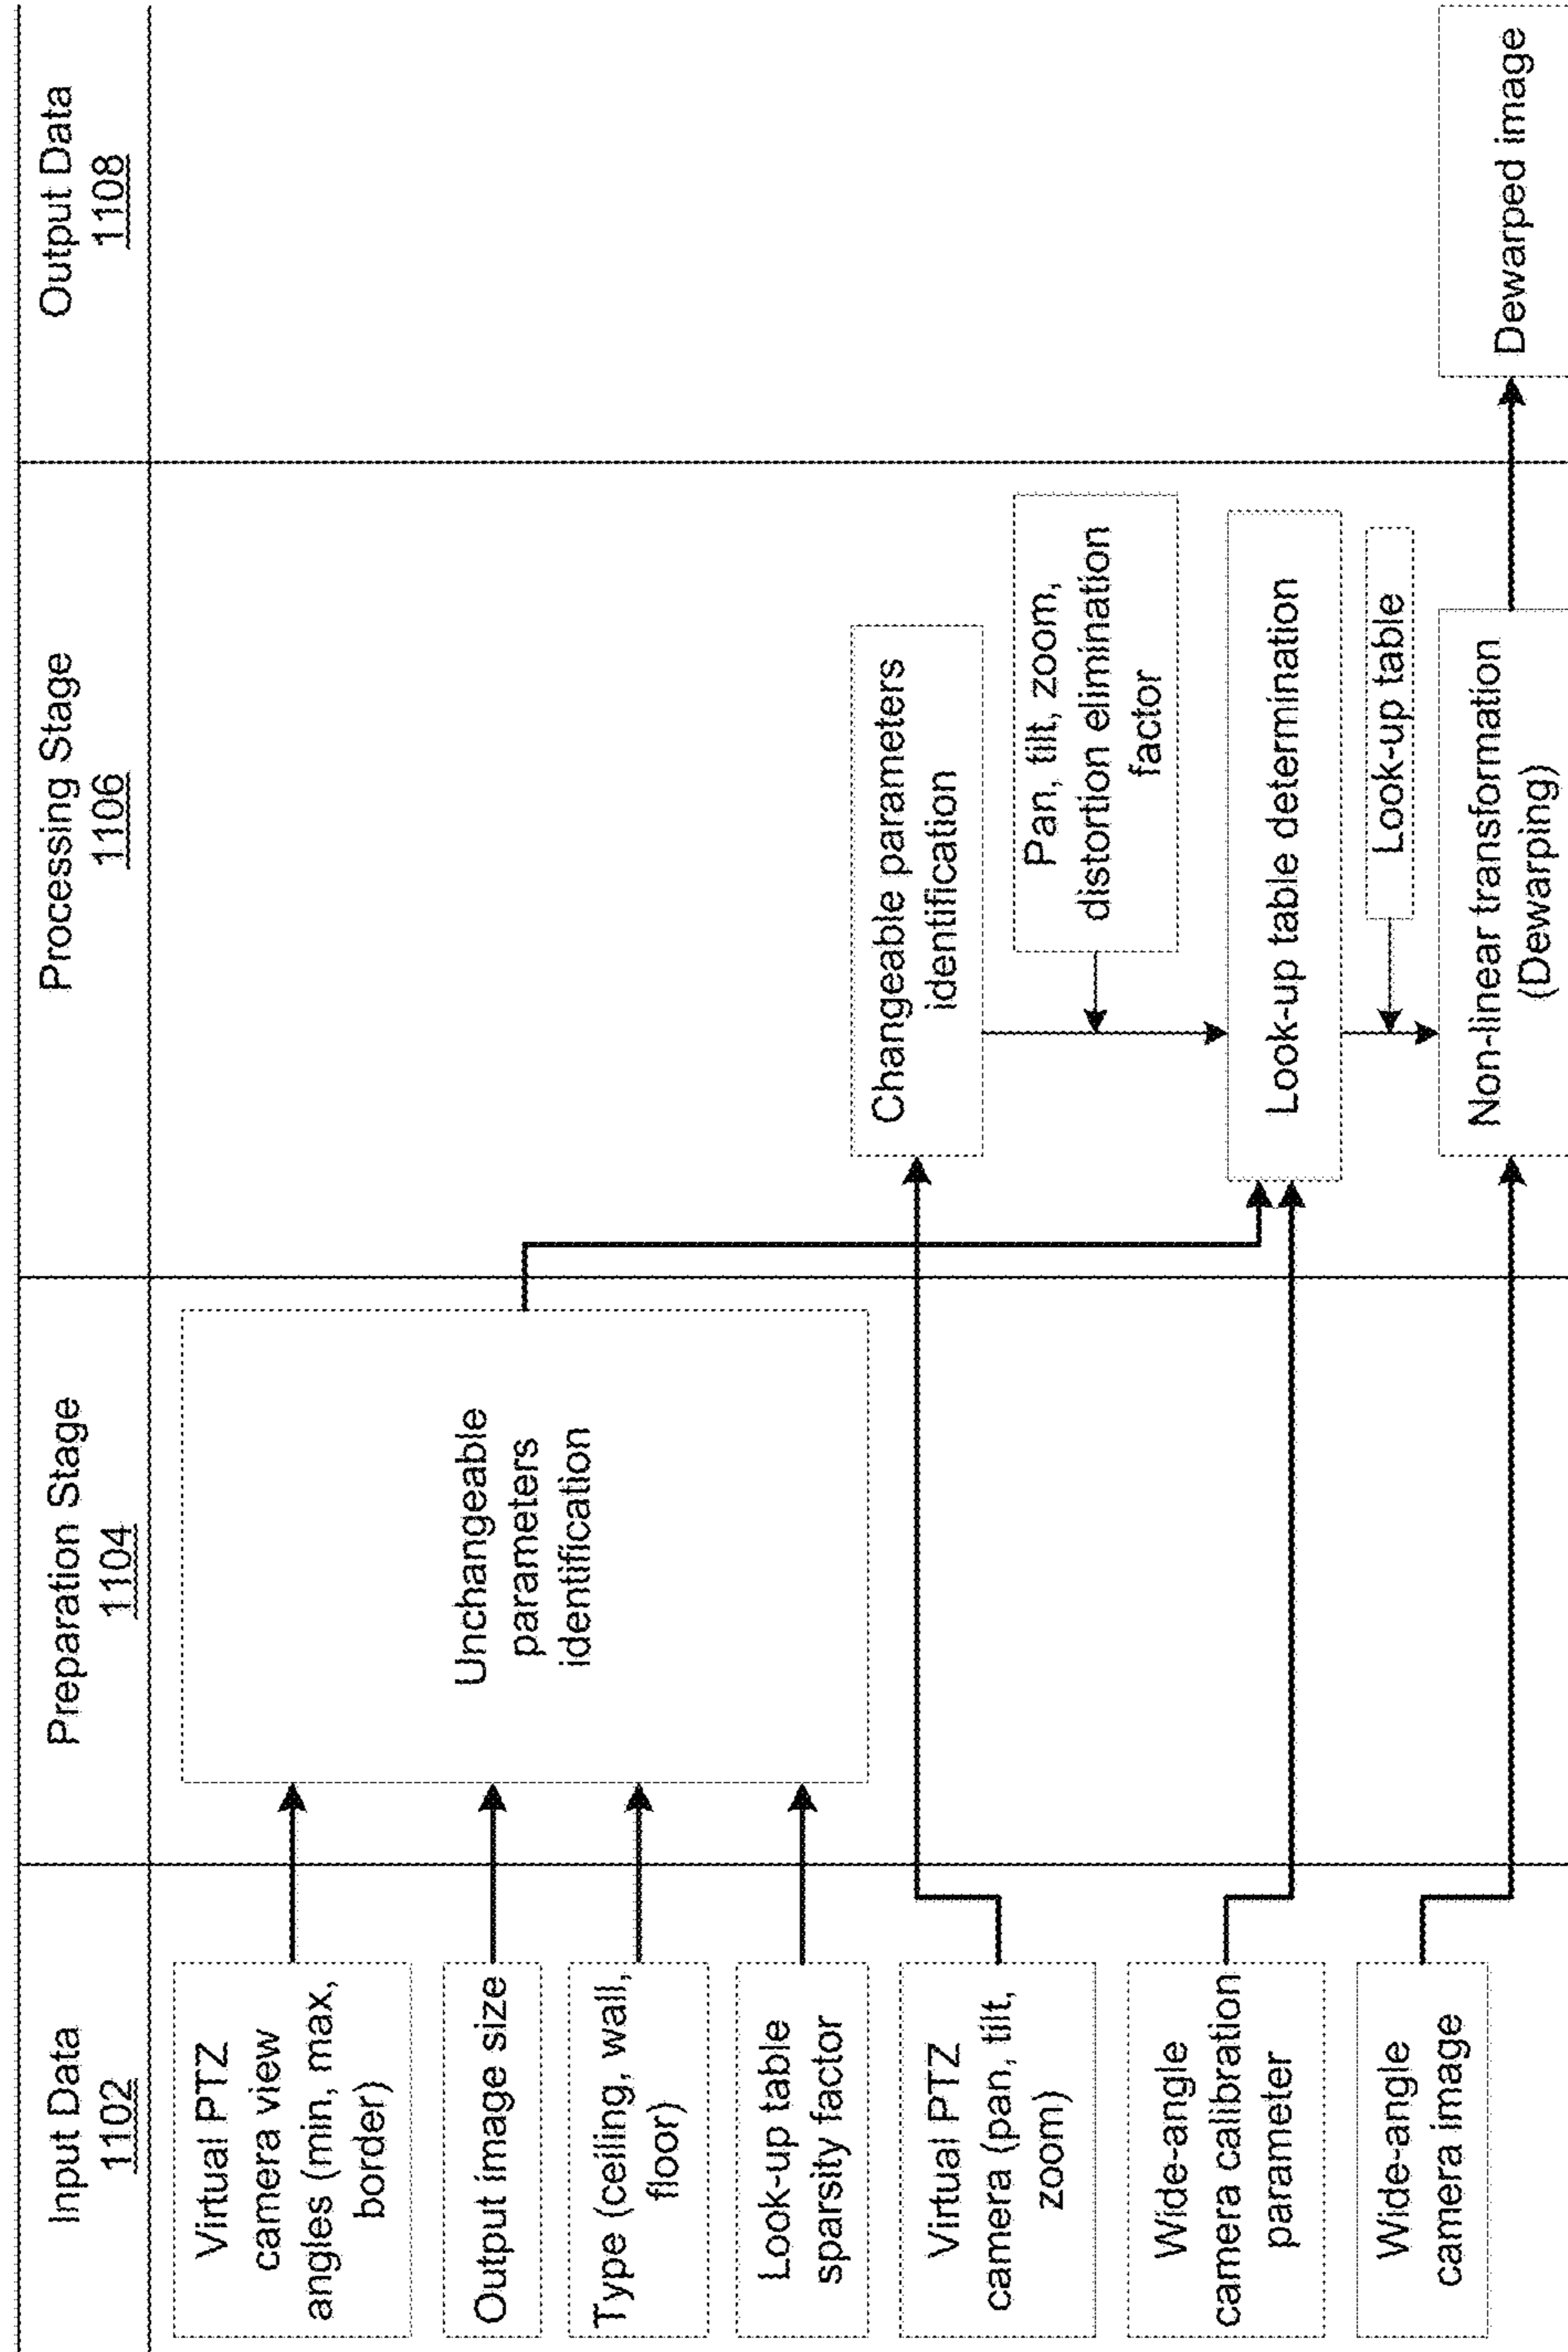 Input Data
1102
Preparation Stage
1104
Processing Stage
1106
Output Data
1108
Virtual PTZ
camera view
angles (min, max,
border)
Output image size
Type (ceiling, wall,
floor)
Look-up table
sparsity factor
Virtual PTZ
camera (pan, tilt,
zoom)
Wide-angle
camera calibration
parameter
Wide-angle
camera image
Unchangeable
parameters
identification
Changeable parameters
identification
Pan, tilt, zoom,
distortion elimination
factor
Look-up table determination
Look-up table
Non-linear transformation
(Dewarping)
Dewarped image